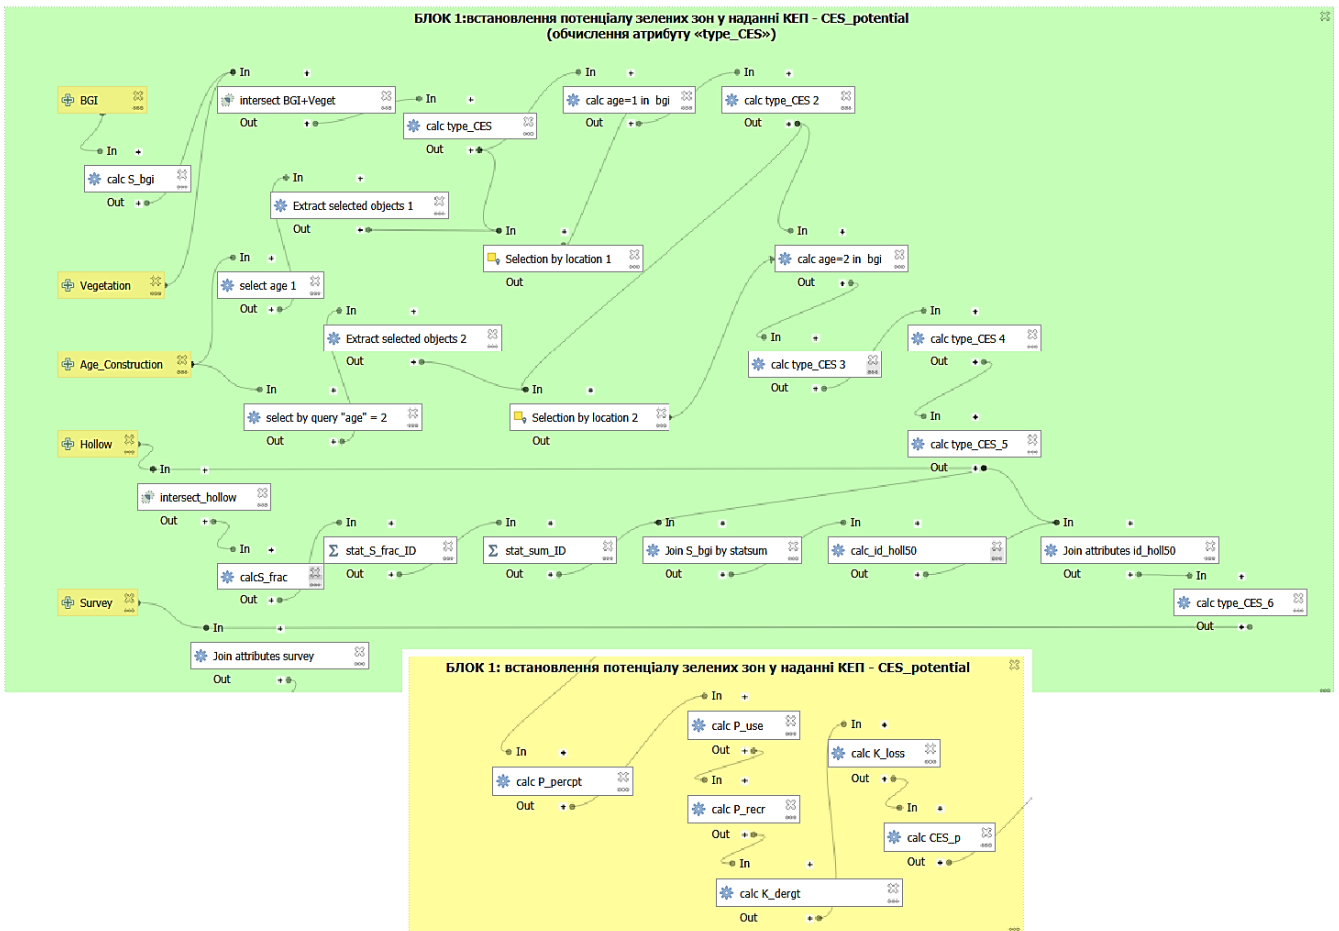 БЛОК 1:встановлення потенціалу зелених зон у наданні КЕП - CES_potential
(обчислення атрибуту «type_CES»)
BGI
In
calc S_bgi
Out
In
intersect BGI+Veget
Out
In
calc type_CES
Out
In
calc age=1 in bgi
Out
In
calc type_CES 2
Out
In
Extract selected objects 1
Out
In
Selection by location 1
Out
In
calc age=2 in bgi
Out
Vegetation
In
select age 1
Out
In
Extract selected objects 2
Out
In
calc type_CES 3
Out
In
calc type_CES 4
Out
Age_Construction
In
select by query "age" = 2
Out
In
Selection by location 2
Out
In
calc type_CES_5
Out
Hollow
In
intersect_hollow
Out
In
calcS_frac
Out
In
stat_S_frac_ID
Out
In
stat_sum_ID
Out
In
Join S_bgi by statsum
Out
In
calc_id_holl50
Out
In
Join attributes id_holl50
Out
In
calc type_CES_6
Out
Survey
In
Join attributes survey
Out
БЛОК 1: встановлення потенціалу зелених зон у наданні КЕП - CES_potential
In
calc P_percpt
Out
In
calc P_use
Out
In
calc P_recr
Out
In
calc K_dergt
Out
In
calc K_loss
Out
In
calc CES_p
Out